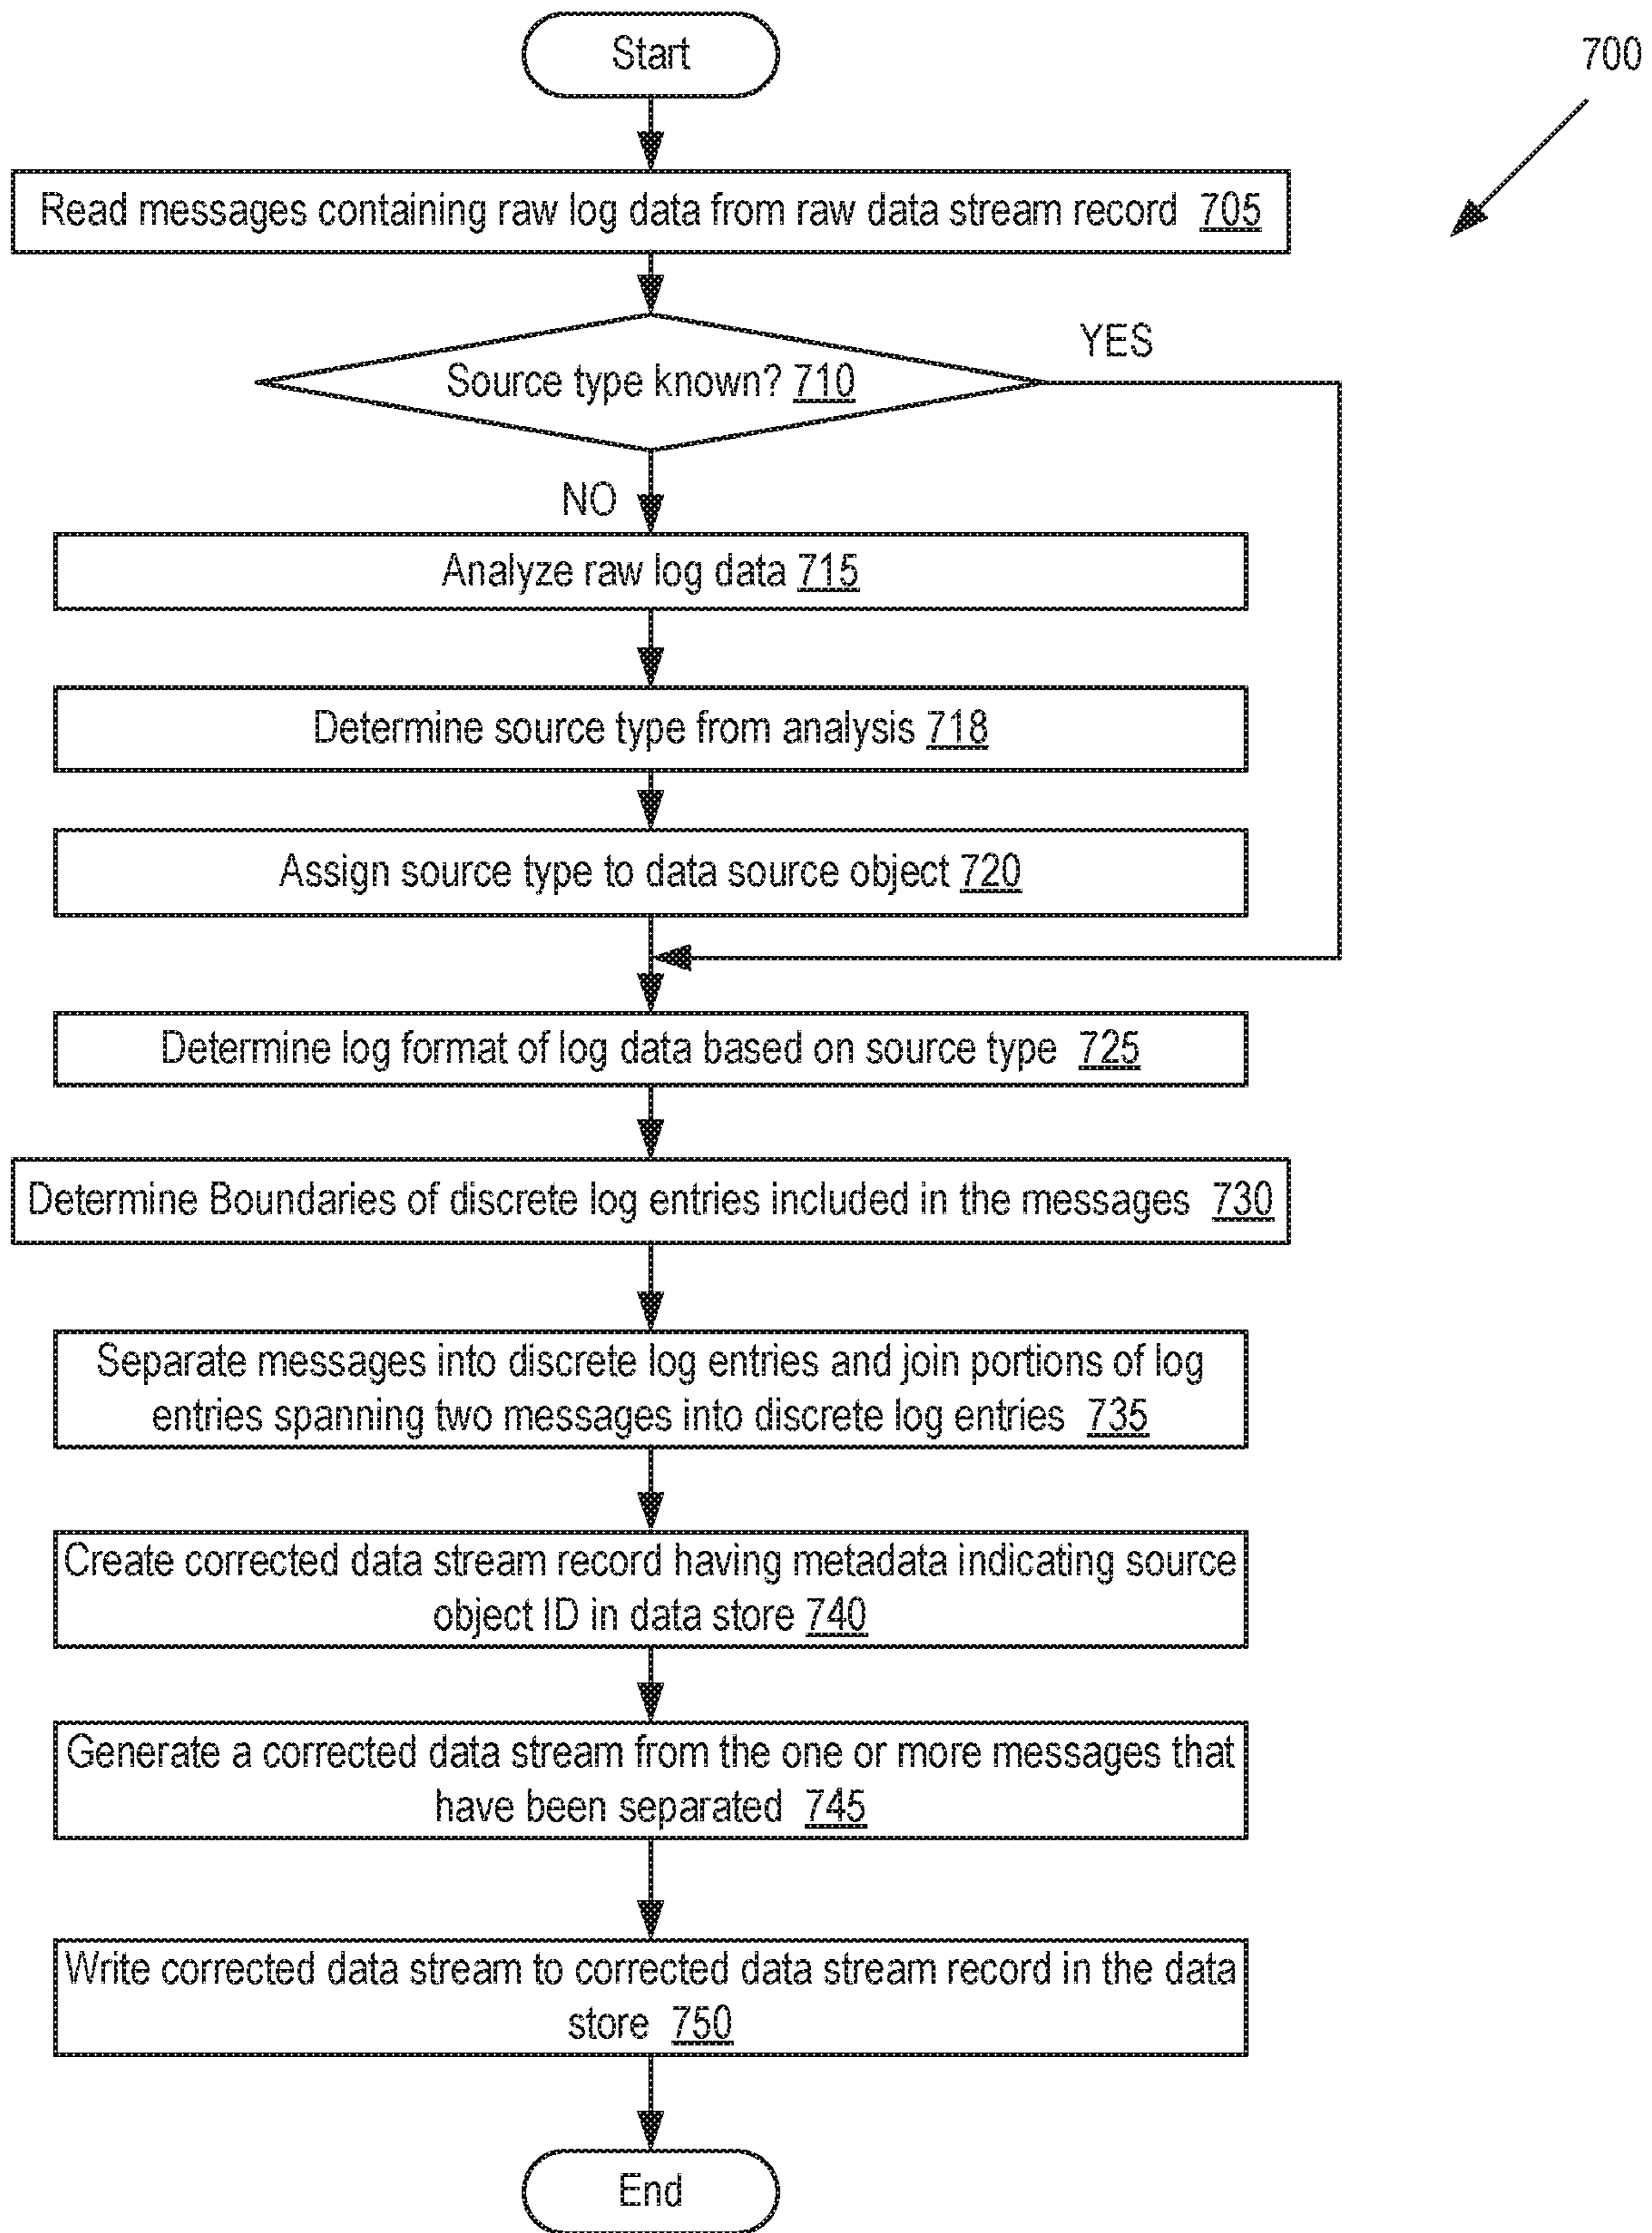 Start
700
Read messages containing raw log data from raw data stream record 705
YES
Source type known? 710
NO
Analyze raw log data 715
Determine source type from analysis 718
Assign source type to data source object 720
Determine log format of log data based on source type 725
Determine Boundaries of discrete log entries included in the messages 730
Separate messages into discrete log entries and join portions of log
entries spanning two messages into discrete log entries 735
Create corrected data stream record having metadata indicating source
object ID in data store 740
Generate a corrected data stream from the one or more messages that
have been separated 745
Write corrected data stream to corrected data stream record in the data
store 750
End